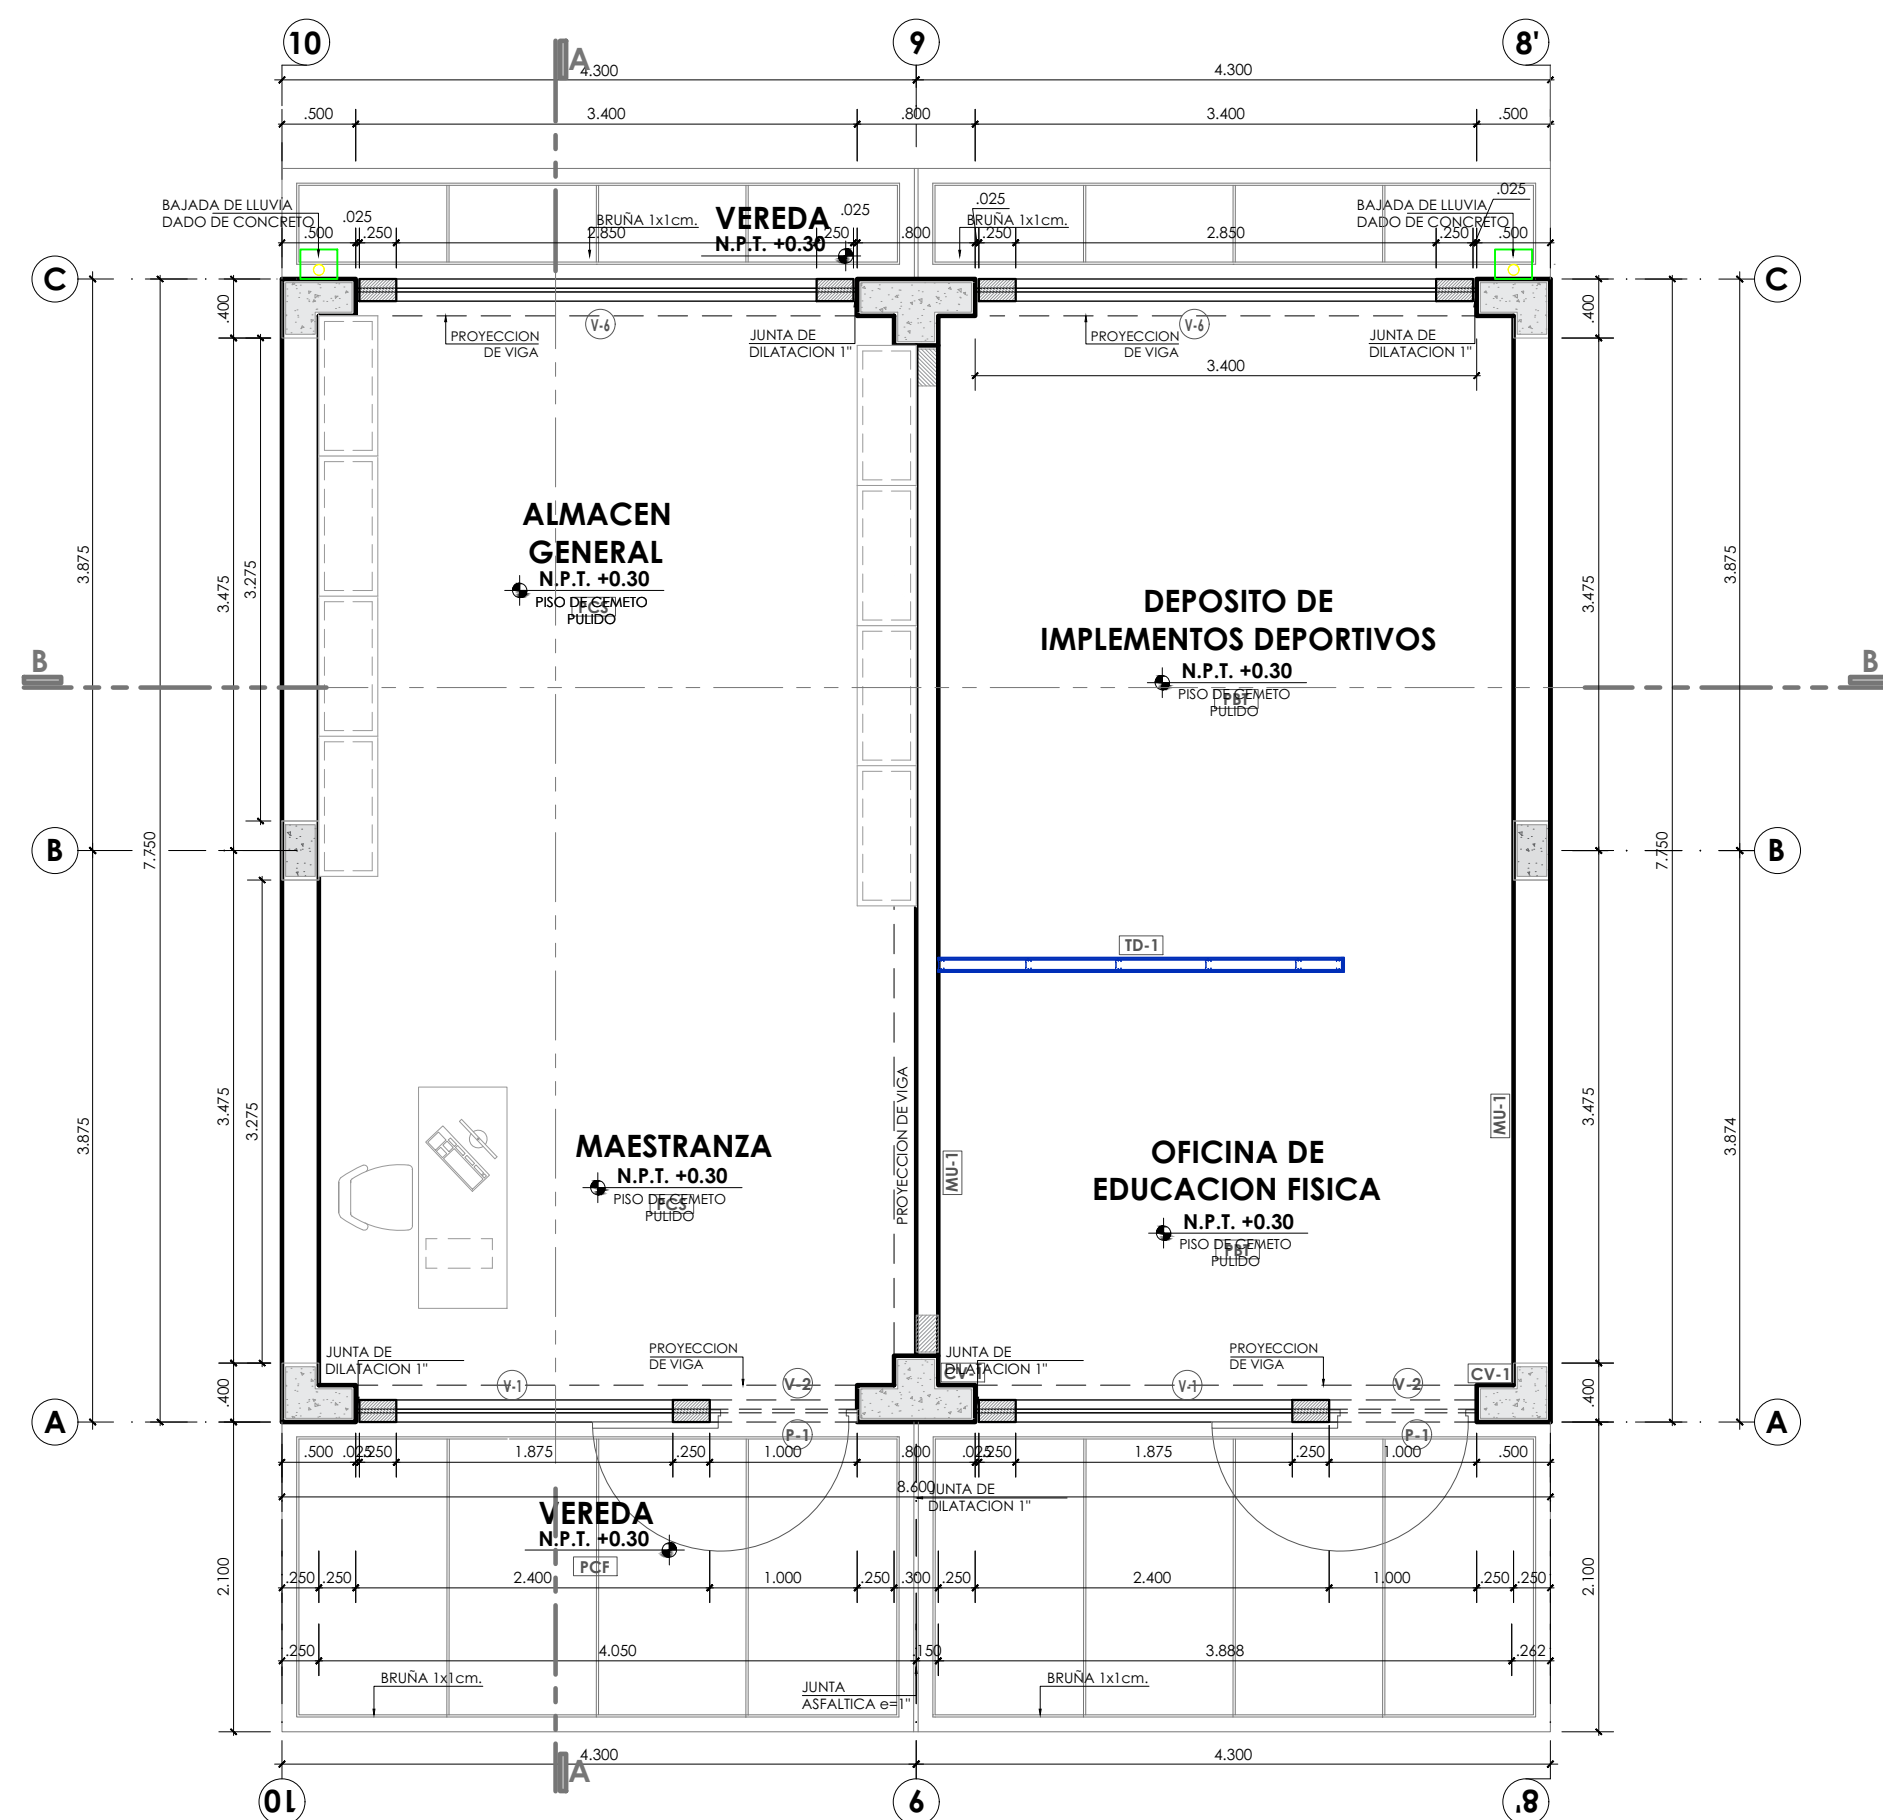 10
9
8'
A
4.300
4.300
.500
3.400
.800
3.400
.500
BAJADA DE LLUVIA
DADO DE CONCRETO
.025
BRUÑA 1x1cm.
VEREDA
N.P.T. +0.30
.025
.025
BRUÑA 1x1cm.
BAJADA DE LLUVIA
DADO DE CONCRETO
.025
.500
.250
2.850
.250
.800
.250
2.850
.250
.500
C
C
.400
.400
PROYECCION
DE VIGA
V-6
JUNTA DE
DILATACION 1"
PROYECCION
DE VIGA
V-6
JUNTA DE
DILATACION 1"
3.400
ALMACEN
GENERAL
N.P.T. +0.30
PISO DE CEMETO
PULIDO
FCS
3.875
3.475
3.275
3.475
3.875
DEPOSITO DE
IMPLEMENTOS DEPORTIVOS
N.P.T. +0.30
PISO DE CEMETO
PULIDO
PBT
B
B
B
7.750
7.750
B
TD-1
3.875
3.475
3.275
PROYECCION DE VIGA
MU-1
MU-1
3.475
3.874
MAESTRANZA
N.P.T. +0.30
PISO DE CEMETO
PULIDO
FCS
OFICINA DE
EDUCACION FISICA
N.P.T. +0.30
PISO DE CEMETO
PULIDO
PBT
JUNTA DE
DILATACION 1"
PROYECCION
DE VIGA
JUNTA DE
DILATACION 1"
PROYECCION
DE VIGA
V-1
V-2
CV-1
V-1
V-2
CV-1
.400
.400
A
A
P-1
P-1
.500
.025
.250
1.875
.250
1.000
.800
.025
.250
1.875
.250
1.000
.500
8.600
JUNTA DE
DILATACION 1"
VEREDA
N.P.T. +0.30
PCF
2.100
2.100
.250
.250
2.400
1.000
.250
.300
.250
2.400
1.000
.250
.250
.250
4.050
.150
3.888
.262
BRUÑA 1x1cm.
JUNTA
ASFALTICA e=1"
BRUÑA 1x1cm.
4.300
4.300
A
10
9
8'